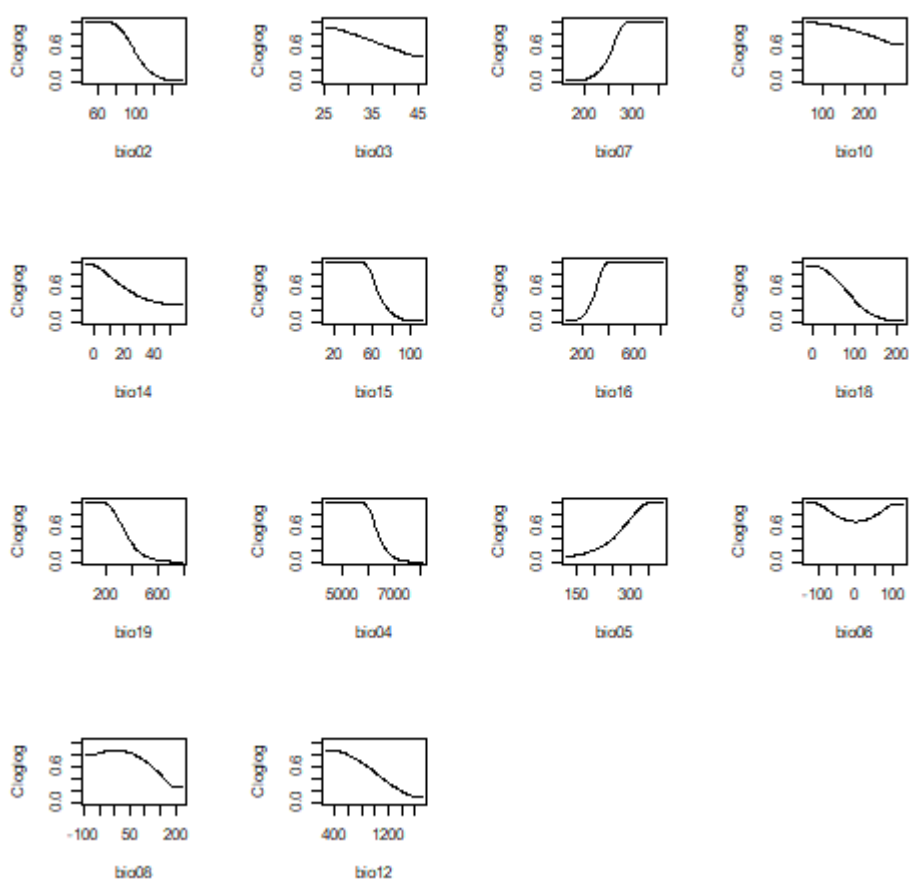 Cloglog 0.0 0.6 60 100 bio02
Cloglog 0.0 0.6 25 35 45 bio03
Cloglog 0.0 0.6 200 300 bio07
Cloglog 0.0 0.6 100 200 bio10
Cloglog 0.0 0.6 0 20 40 bio14
Cloglog 0.0 0.6 20 60 100 bio15
Cloglog 0.0 0.6 200 600 bio16
Cloglog 0.0 0.6 0 100 200 bio18
Cloglog 0.0 0.6 200 600 bio19
Cloglog 0.0 0.6 5000 7000 bio04
Cloglog 0.0 0.6 150 300 bio05
Cloglog 0.0 0.6 -100 0 100 bio06
Cloglog 0.0 0.6 -100 50 200 bio08
Cloglog 0.0 0.6 400 1200 bio12